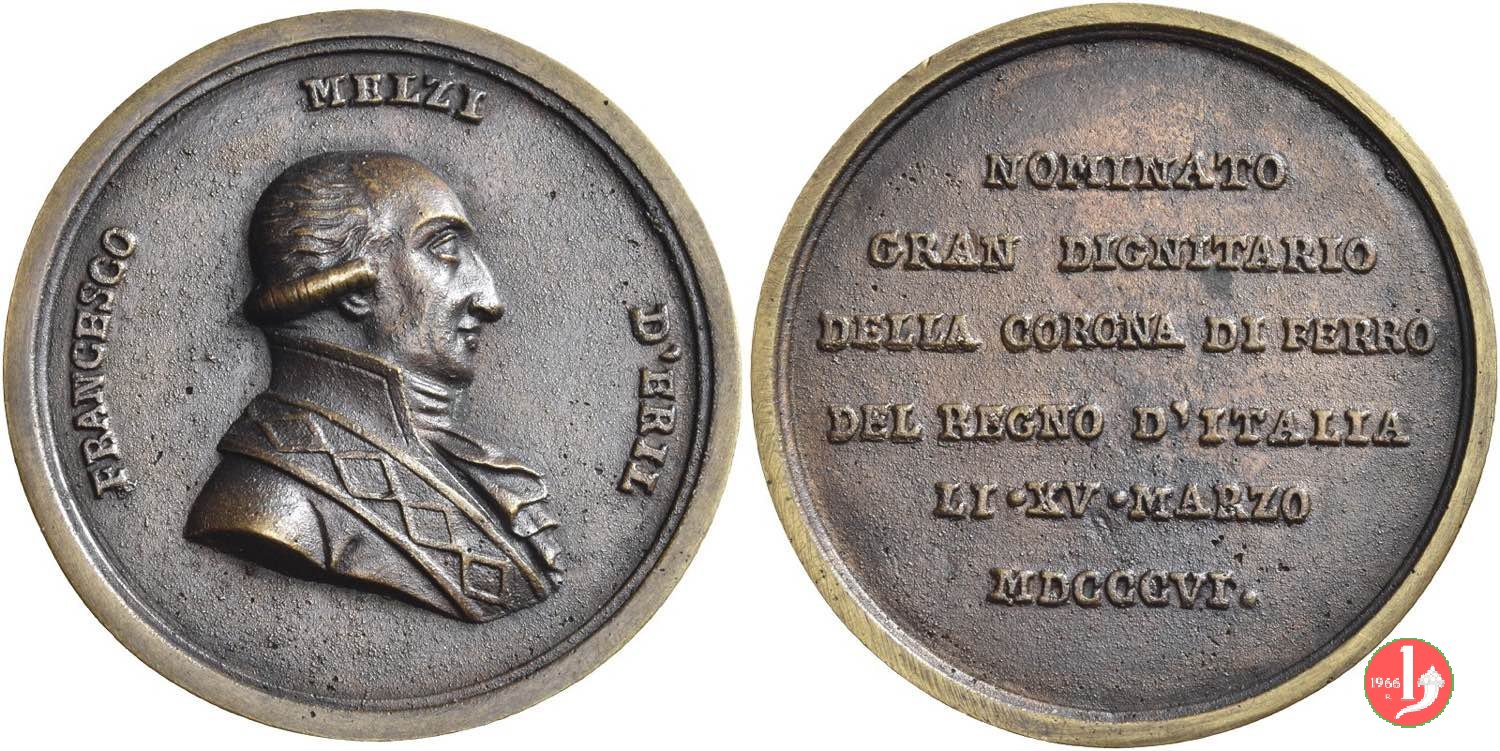 FRANCESCO
MELZI
D'ERIL
NOMINATO
GRAN DIGNITARIO
DELLA CORONA DI FERRO
DEL REGNO D'ITALIA
LI·XV·MARZO
MDCCCVI.
1966
R